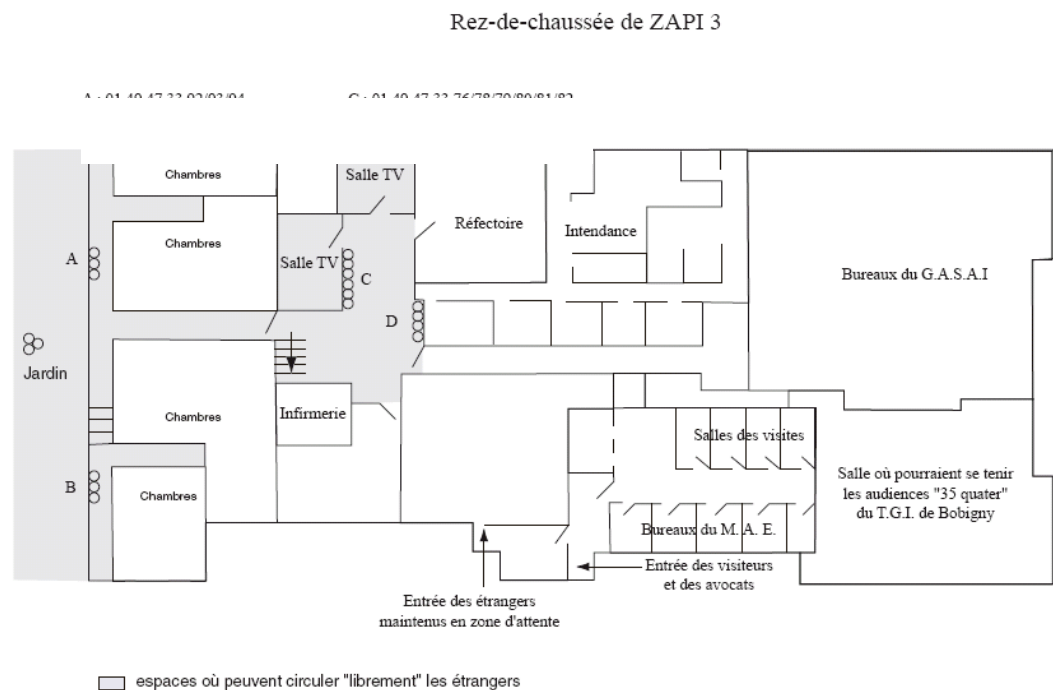 Rez-de-chaussée de ZAPI 3
Chambres
Salle TV
Chambres
Salle TV
Réfectoire
Intendance
Bureaux du G.A.S.A.I
A
C
D
Jardin
Chambres
Infirmerie
Salles des visites
B
Chambres
Bureaux du M. A. E.
Salle où pourraient se tenir
les audiences "35 quater"
du T.G.I. de Bobigny
Entrée des visiteurs
et des avocats
Entrée des étrangers
maintenus en zone d'attente
espaces où peuvent circuler "librement" les étrangers